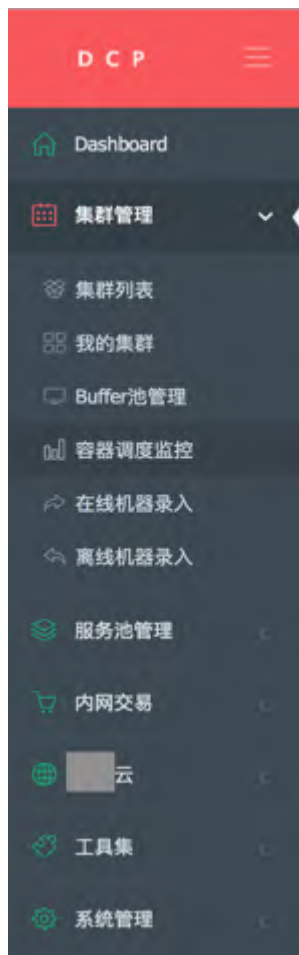 D C P
Dashboard
集群管理
集群列表
我的集群
Buffer池管理
容器调度监控
在线机器录入
离线机器录入
服务池管理
内网交易
云
工具集
系统管理